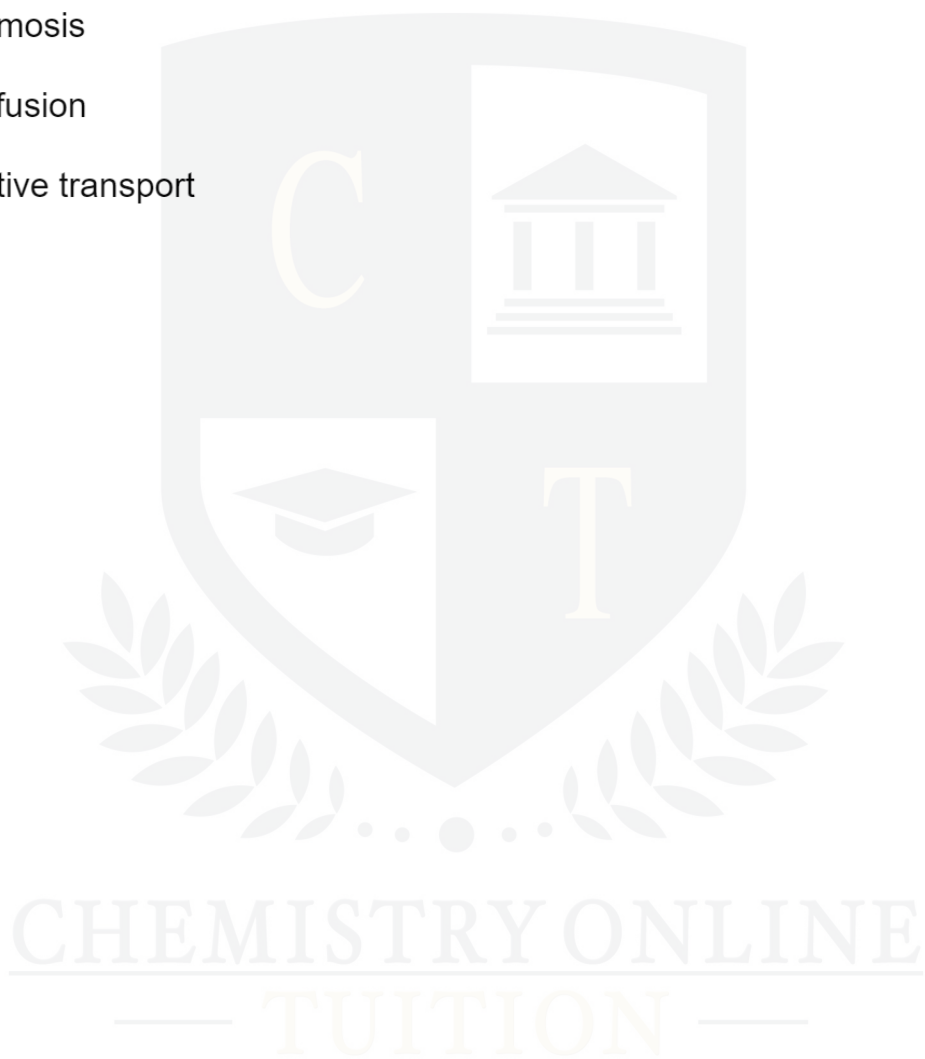 mosis
fusion
tive transport
C
T
CHEMISTRY ONLINE
TUITION